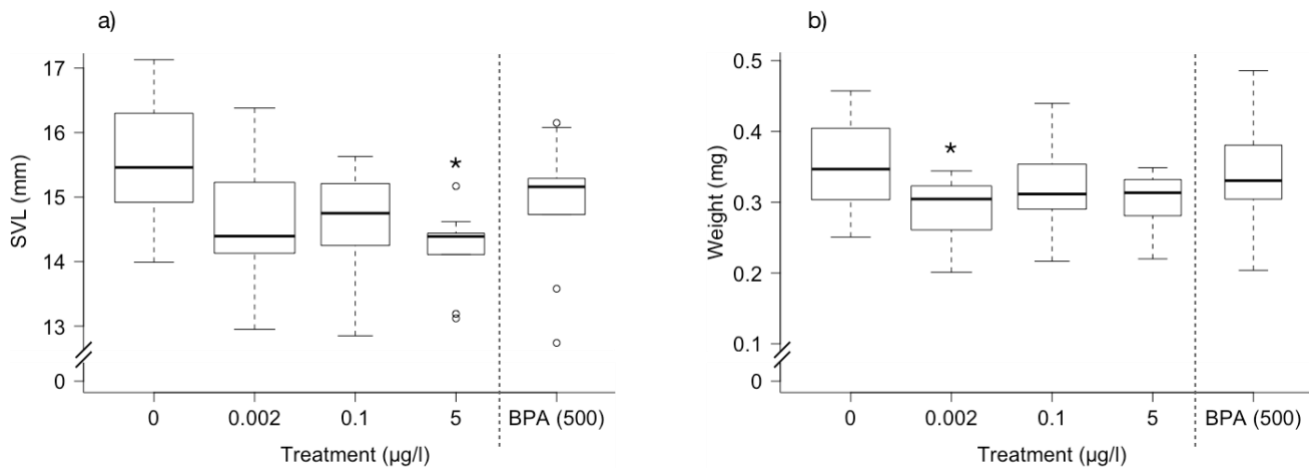 a)
SVL (mm)
17
16
15
14
13
0
*
0 0.002 0.1 5 BPA (500)
Treatment (µg/l)
b)
Weight (mg)
0.5
0.4
0.3
0.2
0.1
0
*
0 0.002 0.1 5 BPA (500)
Treatment (µg/l)